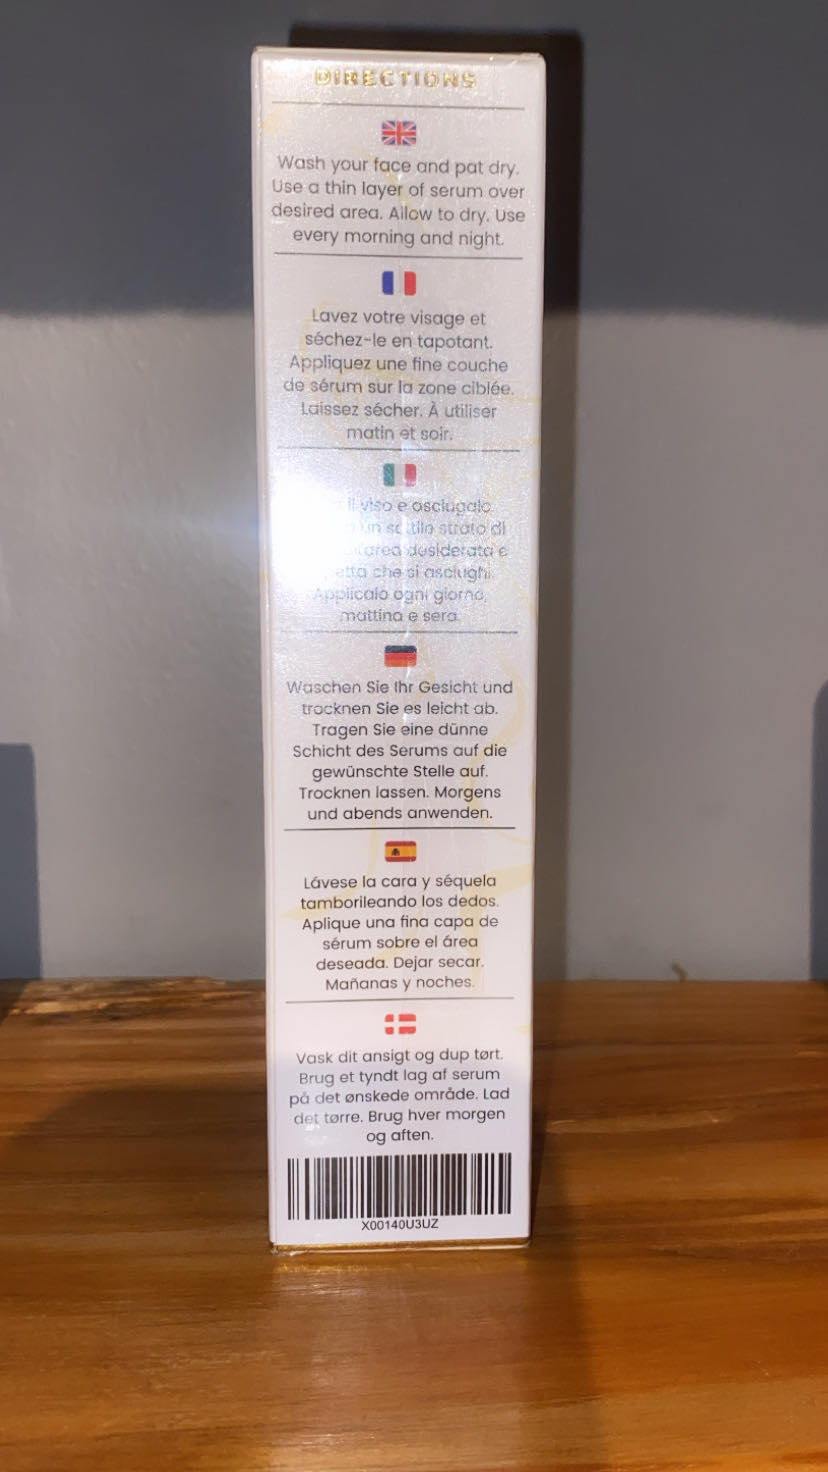 DIRECTIONS
Wash your face and pat dry.
Use a thin layer of serum over
desired area. Allow to dry. Use
every morning and night.
Lavez votre visage et
séchez-le en tapotant.
Appliquez une fine couche
de sérum sur la zone ciblée.
Laissez sécher. À utiliser
matin et soir.
il viso e asciugalo.
un sottile strato di
area desiderata e
che si asciughi.
Applicalo ogni giorno,
mattina e sera.
Waschen Sie Ihr Gesicht und
trocknen Sie es leicht ab.
Tragen Sie eine dünne
Schicht des Serums auf die
gewünschte Stelle auf.
Trocknen lassen. Morgens
und abends anwenden.
Lávese la cara y séquela
tamborileando los dedos.
Aplique una fina capa de
sérum sobre el área
deseada. Dejar secar.
Mañanas y noches.
Vask dit ansigt og dup tørt.
Brug et tyndt lag af serum
på det ønskede område. Lad
det tørre. Brug hver morgen
og aften.
X00140U3UZ